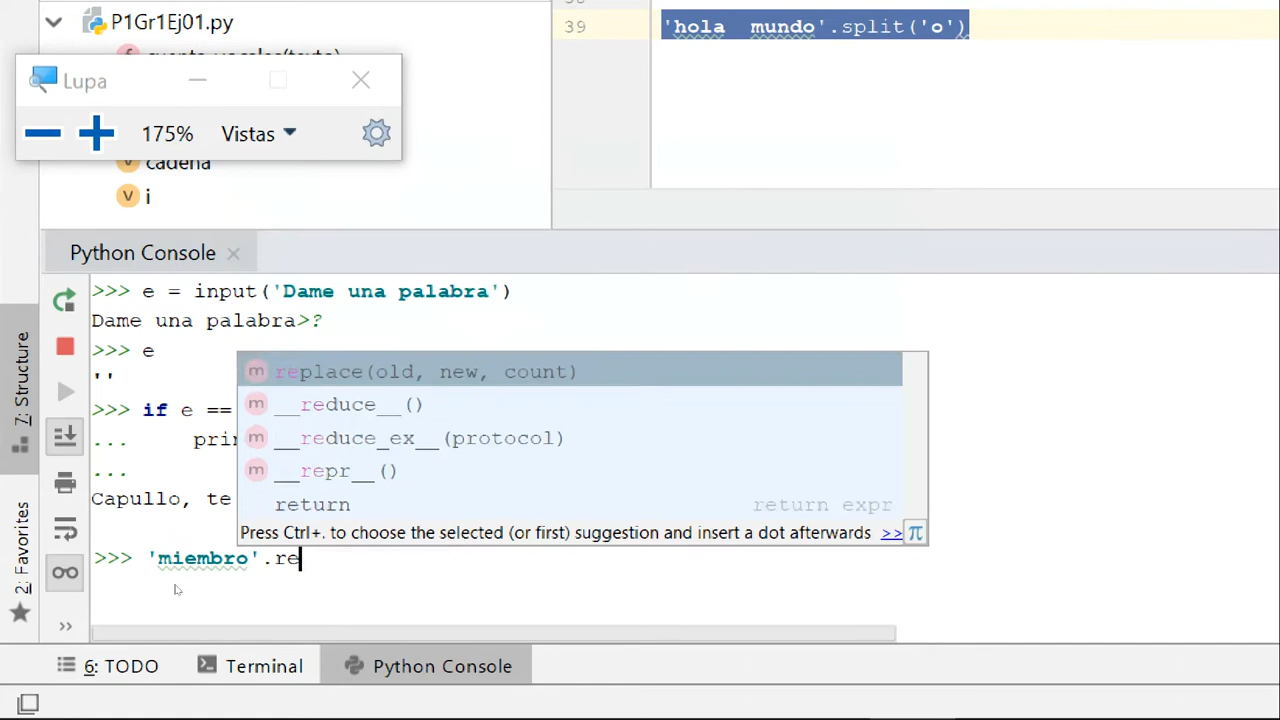 P1Gr1Ej01.py
39
'hola  mundo'.split('o')
Lupa
175%
Vistas
cadena
i
Python Console
>>> e = input('Dame una palabra')
Dame una palabra>?
>>> e
''
>>> if e ==
...     prin
...
Capullo, te
replace(old, new, count)
__reduce__()
__reduce_ex__(protocol)
__repr__()
return
return expr
Press Ctrl+. to choose the selected (or first) suggestion and insert a dot afterwards >> π
>>> 'miembro'.re
7: Structure
2: Favorites
>>
6: TODO
Terminal
Python Console